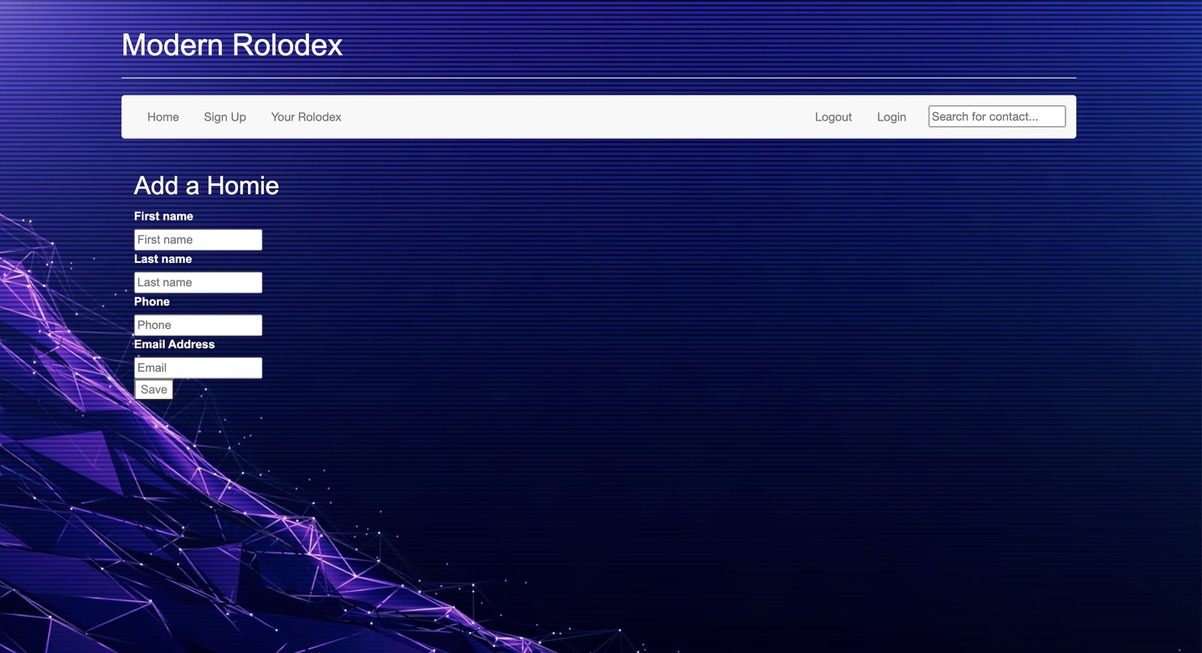 Modern Rolodex
Home Sign Up Your Rolodex Logout Login Search for contact...
Add a Homie
First name
First name
Last name
Last name
Phone
Phone
Email Address
Email
Save